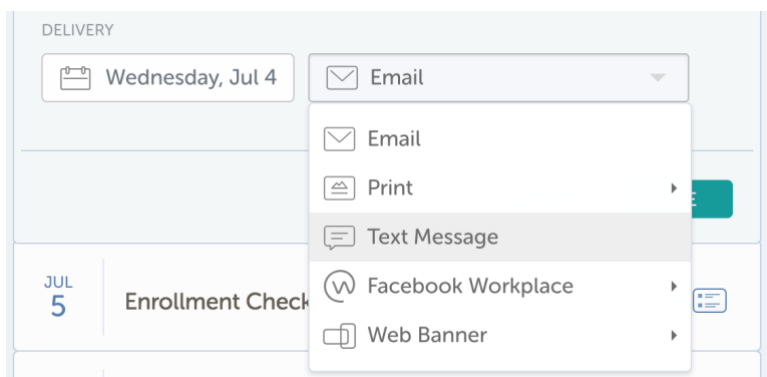 DELIVERY
Wednesday, Jul 4
Email
Email
Print
Text Message
Facebook Workplace
Web Banner
JUL
5
Enrollment Check